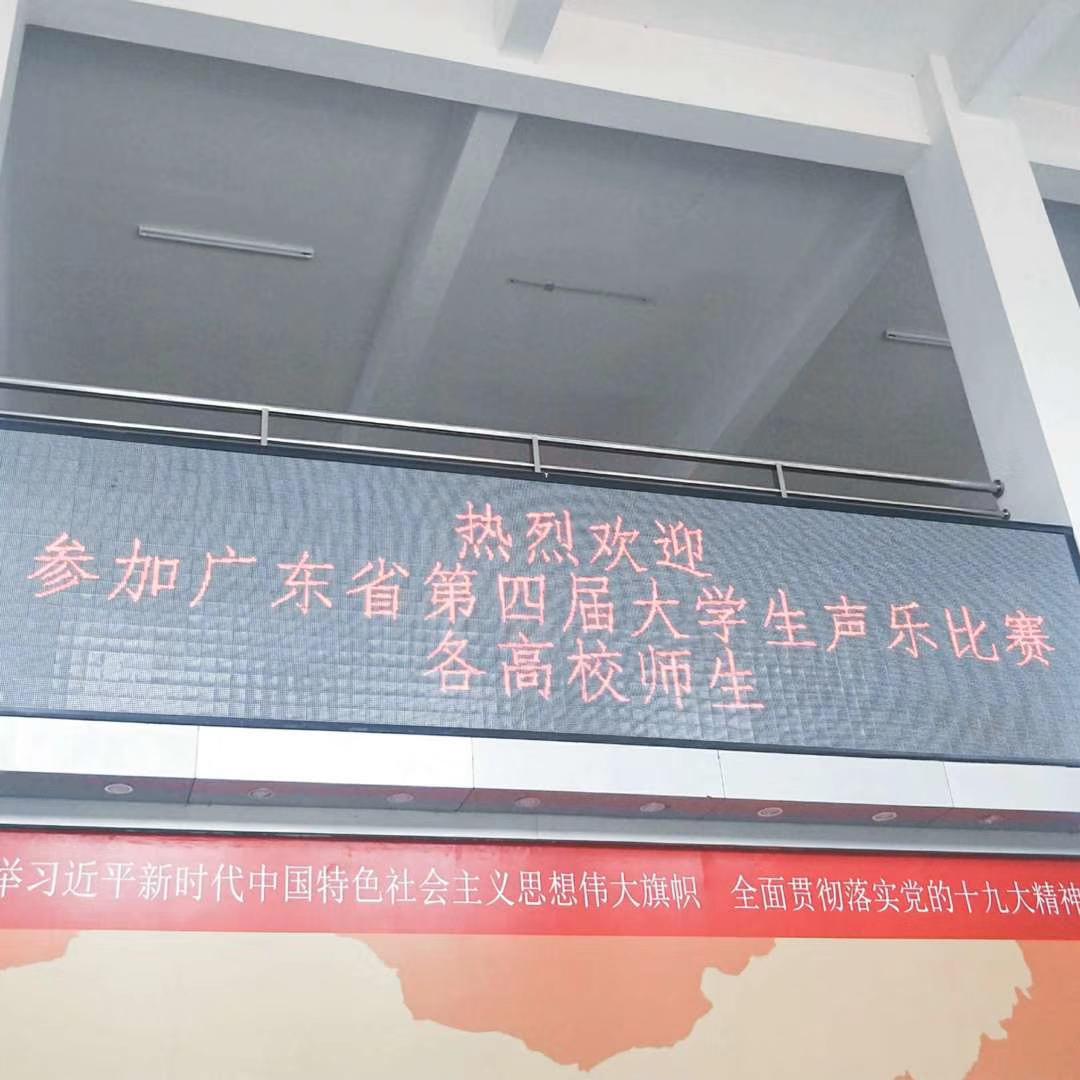 热烈欢迎
参加广东省第四届大学生声乐比赛
各高校师生
举习近平新时代中国特色社会主义思想伟大旗帜 全面贯彻落实党的十九大精神